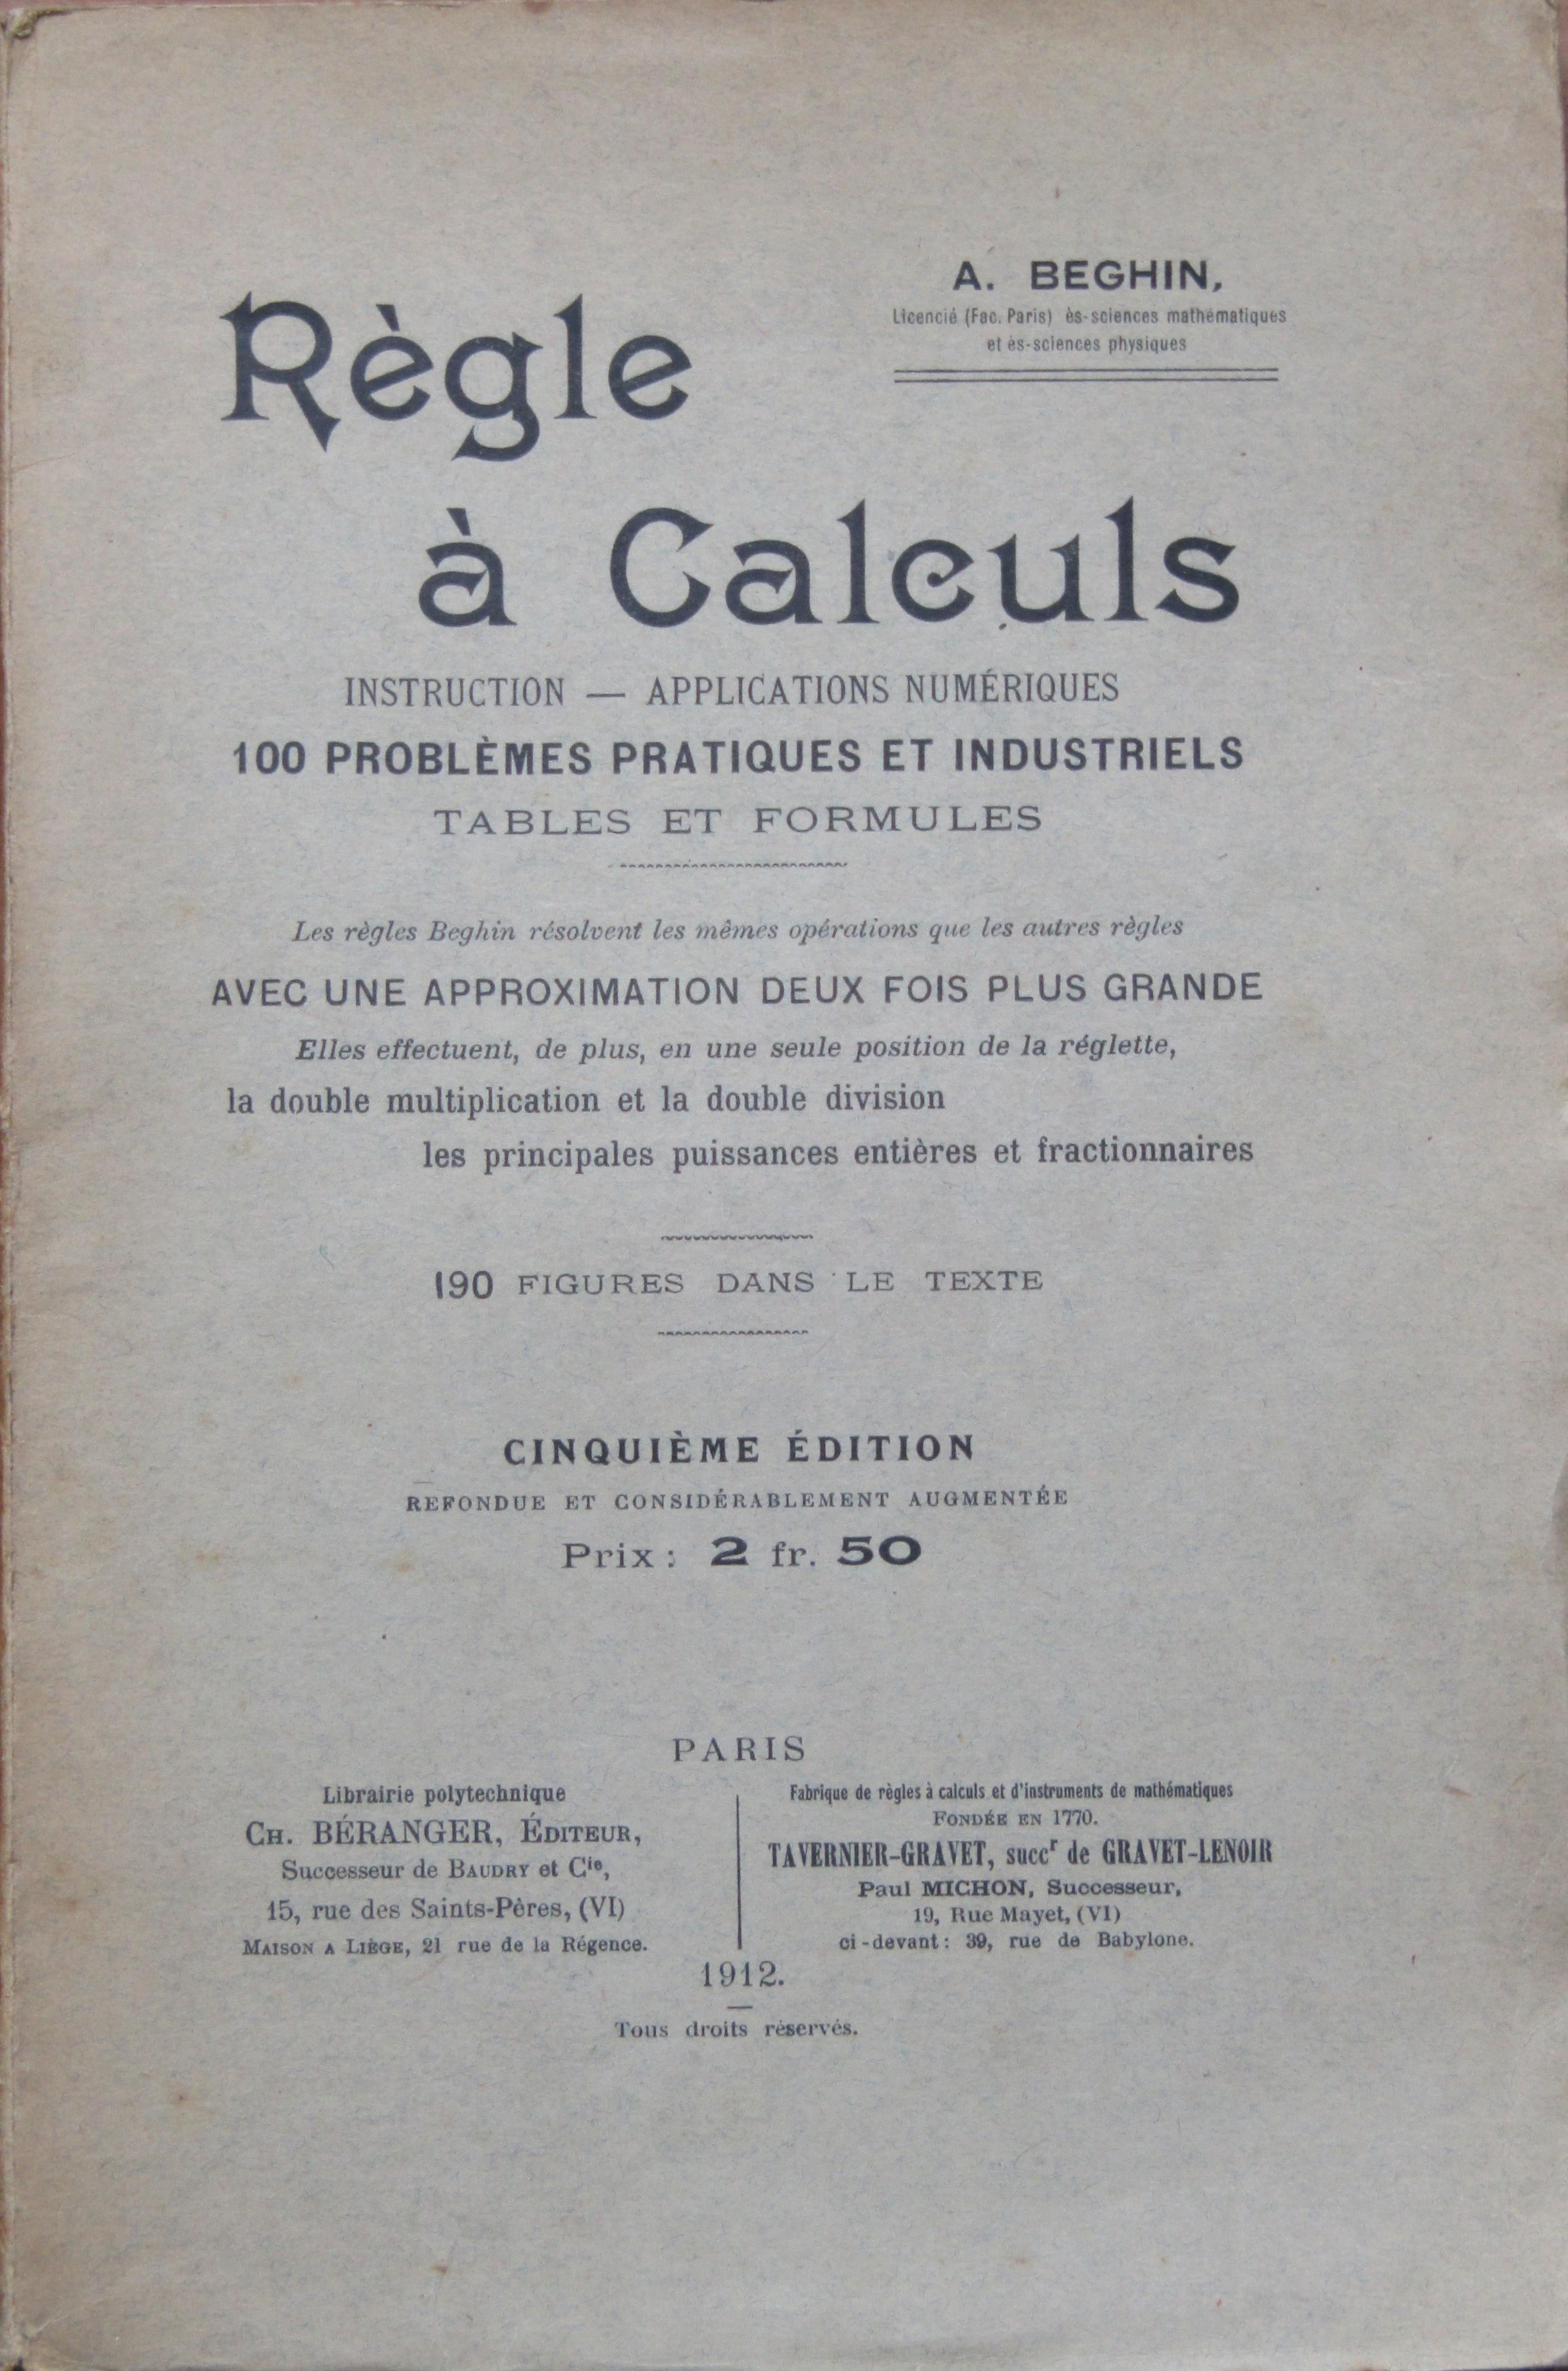 A. BEGHIN,
Licencié (Fac. Paris) ès-sciences mathématiques
et ès-sciences physiques
Règle
à Calculs
INSTRUCTION — APPLICATIONS NUMÉRIQUES
100 PROBLÈMES PRATIQUES ET INDUSTRIELS
TABLES ET FORMULES
Les règles Beghin résolvent les mêmes opérations que les autres règles
AVEC UNE APPROXIMATION DEUX FOIS PLUS GRANDE
Elles effectuent, de plus, en une seule position de la réglette,
la double multiplication et la double division
les principales puissances entières et fractionnaires
190 FIGURES DANS LE TEXTE
CINQUIÈME ÉDITION
REFONDUE ET CONSIDÉRABLEMENT AUGMENTÉE
Prix : 2 fr. 50
PARIS
Librairie polytechnique
CH. BÉRANGER, ÉDITEUR,
Successeur de BAUDRY et Cie,
15, rue des Saints-Pères, (VI)
MAISON A LIÈGE, 21 rue de la Régence.
Fabrique de règles à calculs et d'instruments de mathématiques
FONDÉE EN 1770.
TAVERNIER-GRAVET, succr de GRAVET-LENOIR
Paul MICHON, Successeur,
19, Rue Mayet, (VI)
ci-devant : 39, rue de Babylone.
1912.
Tous droits réservés.